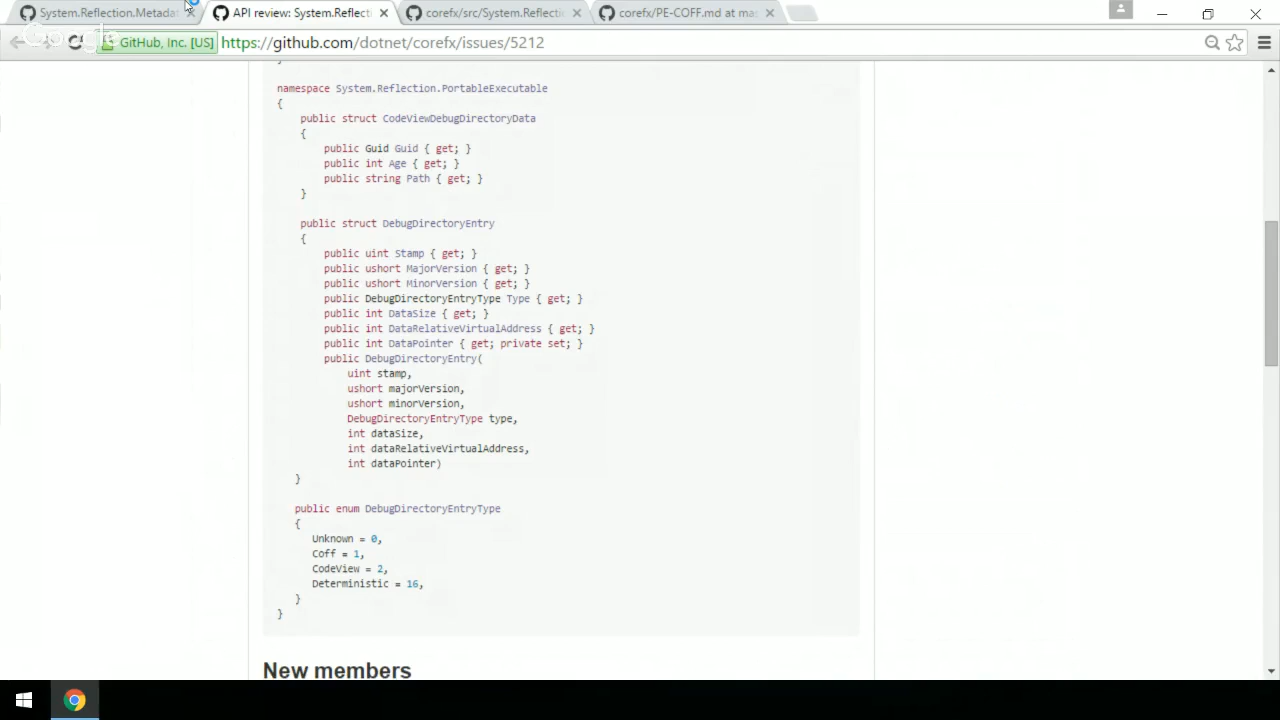 System.Reflection.Metadat
API review: System.Reflecti
corefx/src/System.Reflectio
corefx/PE-COFF.md at mas
Google
GitHub, Inc. [US]
https://github.com/dotnet/corefx/issues/5212
namespace System.Reflection.PortableExecutable
{
public struct CodeViewDebugDirectoryData
{
public Guid Guid { get; }
public int Age { get; }
public string Path { get; }
}
public struct DebugDirectoryEntry
{
public uint Stamp { get; }
public ushort MajorVersion { get; }
public ushort MinorVersion { get; }
public DebugDirectoryEntryType Type { get; }
public int DataSize { get; }
public int DataRelativeVirtualAddress { get; }
public int DataPointer { get; private set; }
public DebugDirectoryEntry(
uint stamp,
ushort majorVersion,
ushort minorVersion,
DebugDirectoryEntryType type,
int dataSize,
int dataRelativeVirtualAddress,
int dataPointer)
}
public enum DebugDirectoryEntryType
{
Unknown = 0,
Coff = 1,
CodeView = 2,
Deterministic = 16,
}
}
New members